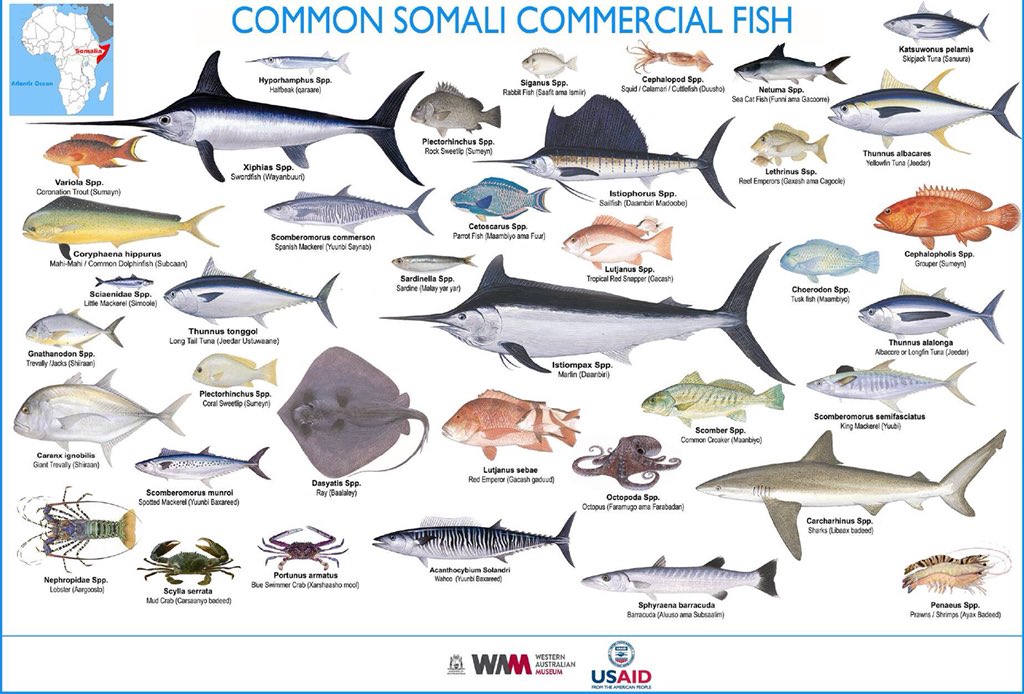 COMMON SOMALI COMMERCIAL FISH
Somalia
Atlantic Ocean
Hyporhamphus Spp.
Halfbeak (qaraare)
Siganus Spp.
Rabbit Fish (Saafit ama Ismiir)
Cephalopod Spp.
Squid / Calamari / Cuttlefish (Duusho)
Netuma Spp.
Sea Cat Fish (Funni ama Gacoorre)
Katsuwonus pelamis
Skipjack Tuna (Sanuura)
Variola Spp.
Coronation Trout (Sumayn)
Xiphias Spp.
Swordfish (Wayanbuuri)
Plectorhinchus Spp.
Rock Sweetlip (Sumeyn)
Istiophorus Spp.
Sailfish (Daambiri Madoobe)
Lethrinus Spp.
Reef Emperors (Gaxash ama Cagoole)
Thunnus albacares
Yellowfin Tuna (Jeedar)
Coryphaena hippurus
Mahi-Mahi / Common Dolphinfish (Subcaan)
Scomberomorus commerson
Spanish Mackerel (Yuunbi Saynab)
Cetoscarus Spp.
Parrot Fish (Maambiyo ama Fuur)
Lutjanus Spp.
Tropical Red Snapper (Gacash)
Cephalopholis Spp.
Grouper (Sumeyn)
Sciaenidae Spp.
Little Mackerel (Simoole)
Thunnus tonggol
Long Tail Tuna (Jeedar Ustuwaane)
Sardinella Spp.
Sardine (Malay yar yar)
Choerodon Spp.
Tusk fish (Maambiyo)
Gnathanodon Spp.
Trevally /Jacks (Shiiraan)
Plectorhinchus Spp.
Coral Sweetlip (Sumeyn)
Istiompax Spp.
Marlin (Daanbiri)
Thunnus alalonga
Albacore or Longfin Tuna (Jeedar)
Caranx ignobilis
Giant Trevally (Shiiraan)
Scomberomorus munroi
Spotted Mackerel (Yuunbi Baxareed)
Dasyatis Spp.
Ray (Baalaley)
Lutjanus sebae
Red Emperor (Gacash gaduud)
Octopoda Spp.
Octopus (Faramugo ama Farabadan)
Scomber Spp.
Common Croaker (Maanbiyo)
Scomberomorus semifasciatus
King Mackerel (Yuubi)
Carcharhinus Spp.
Sharks (Libeax badeed)
Nephropidae Spp.
Lobster (Aargoosto)
Scylla serrata
Mud Crab (Carsaanyo badeed)
Portunus armatus
Blue Swimmer Crab (Xarshaasho mool)
Acanthocybium Solandri
Wahoo (Yuunbi Baxareed)
Sphyraena barracuda
Barracuda (Aluuso ama Subsaalim)
Penaeus Spp.
Prawns / Shrimps (Ayax Badeed)
WAM
WESTERN
AUSTRALIAN
MUSEUM
USAID
FROM THE AMERICAN PEOPLE